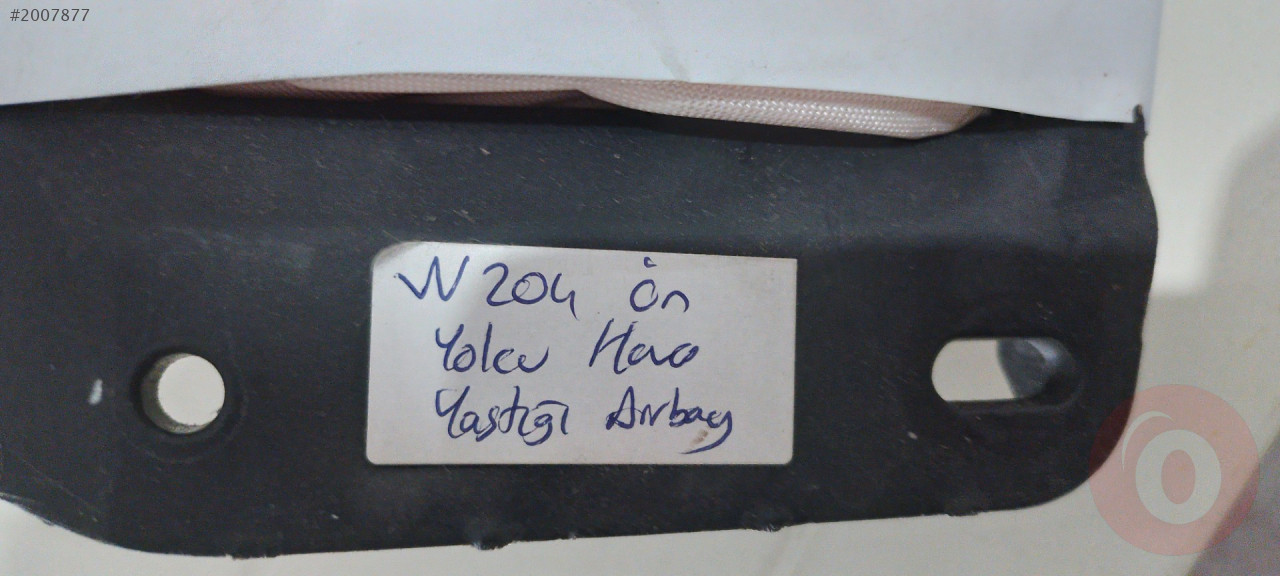 #2007877
W204 ön
Yolcu Hava
Yastığı Airbag
O